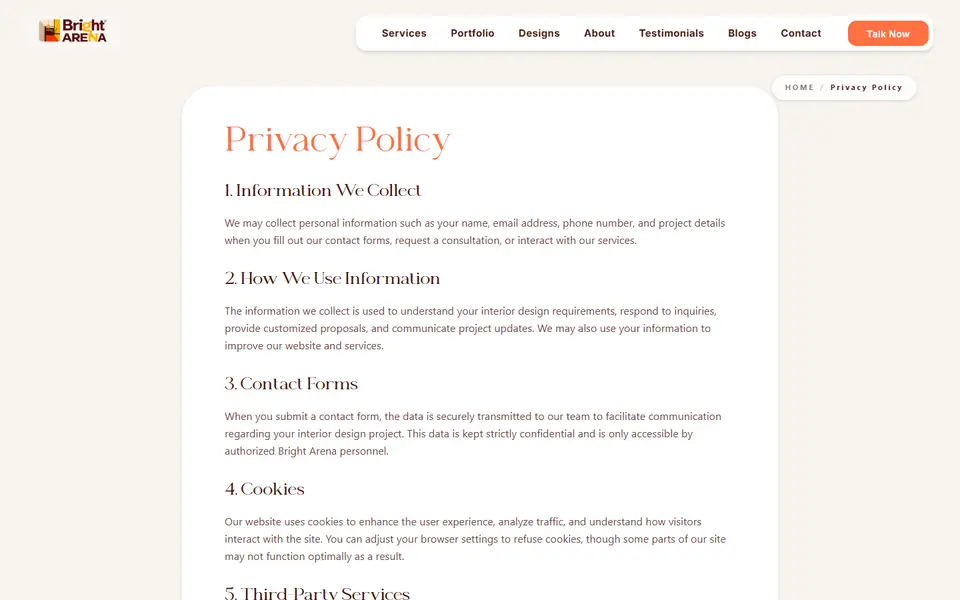 Bright
ARENA
Services Portfolio Designs About Testimonials Blogs Contact Talk Now
HOME / Privacy Policy
Privacy Policy
1. Information We Collect
We may collect personal information such as your name, email address, phone number, and project details
when you fill out our contact forms, request a consultation, or interact with our services.
2. How We Use Information
The information we collect is used to understand your interior design requirements, respond to inquiries,
provide customized proposals, and communicate project updates. We may also use your information to
improve our website and services.
3. Contact Forms
When you submit a contact form, the data is securely transmitted to our team to facilitate communication
regarding your interior design project. This data is kept strictly confidential and is only accessible by
authorized Bright Arena personnel.
4. Cookies
Our website uses cookies to enhance the user experience, analyze traffic, and understand how visitors
interact with the site. You can adjust your browser settings to refuse cookies, though some parts of our site
may not function optimally as a result.
5. Third-Party Services